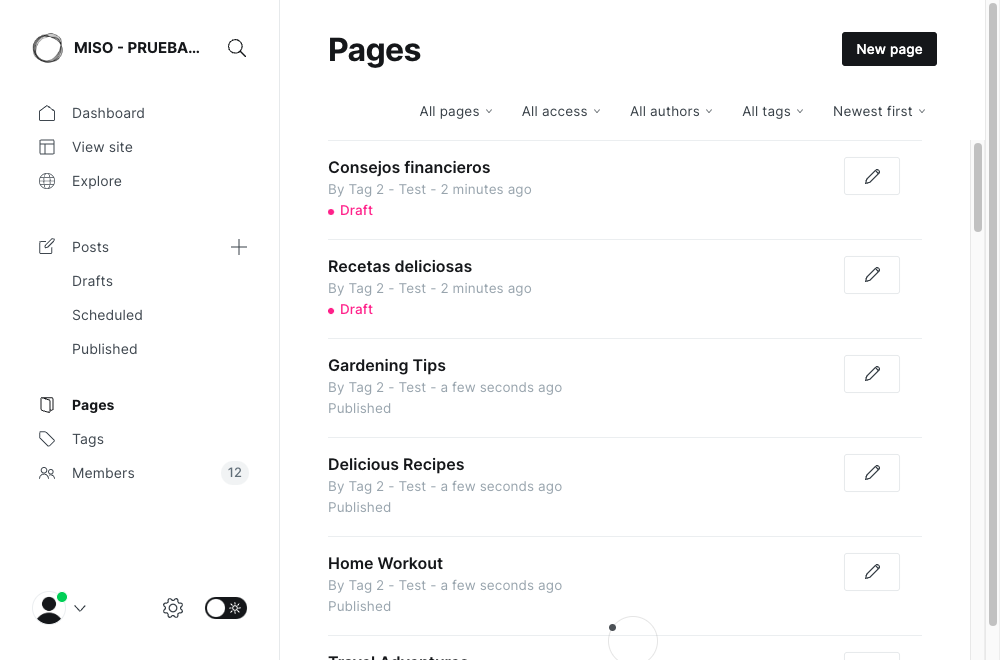 MISO - PRUEBA...
Dashboard
View site
Explore
Posts
Drafts
Scheduled
Published
Pages
Tags
Members
12
Pages
New page
All pages
All access
All authors
All tags
Newest first
Consejos financieros
By Tag 2 - Test - 2 minutes ago
Draft
Recetas deliciosas
By Tag 2 - Test - 2 minutes ago
Draft
Gardening Tips
By Tag 2 - Test - a few seconds ago
Published
Delicious Recipes
By Tag 2 - Test - a few seconds ago
Published
Home Workout
By Tag 2 - Test - a few seconds ago
Published
Travel Adventures